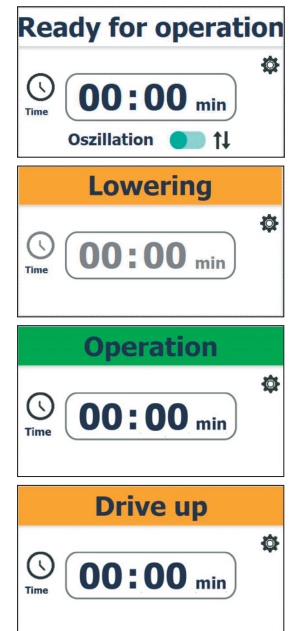 Ready for operation
00:00 min
Time
Oszillation
Lowering
00:00 min
Time
Operation
00:00 min
Time
Drive up
00:00 min
Time